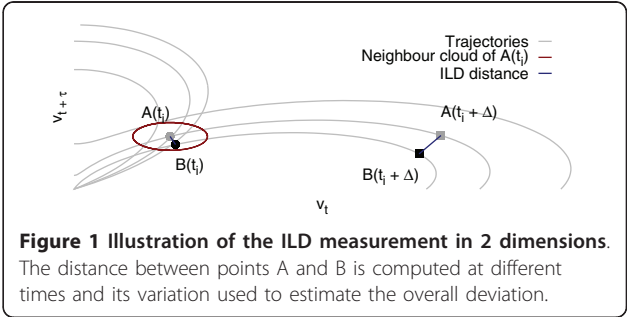 Trajectories
Neighbour cloud of A(ti)
ILD distance
vt + τ
A(ti)
B(ti)
A(ti + Δ)
B(ti + Δ)
vt
Figure 1 Illustration of the ILD measurement in 2 dimensions.
The distance between points A and B is computed at different
times and its variation used to estimate the overall deviation.